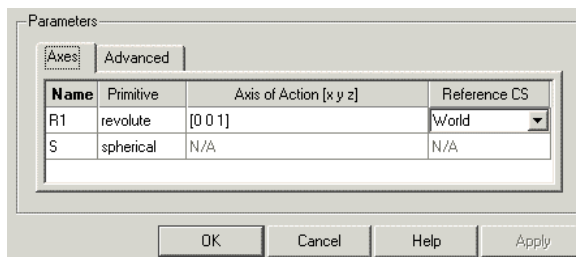 Parameters
Axes Advanced
Name Primitive Axis of Action [x y z] Reference CS
R1 revolute [0 0 1] World
S spherical N/A N/A
OK Cancel Help Apply